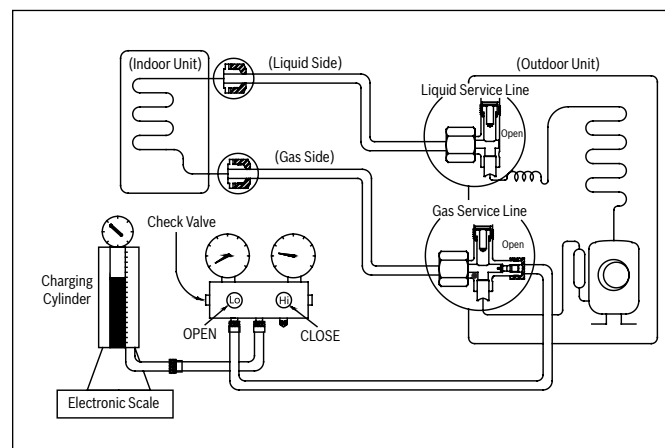 (Indoor Unit)
(Liquid Side)
(Outdoor Unit)
Liquid Service Line
Open
(Gas Side)
Gas Service Line
Open
Check Valve
Charging
Cylinder
Lo
Hi
OPEN
CLOSE
Electronic Scale